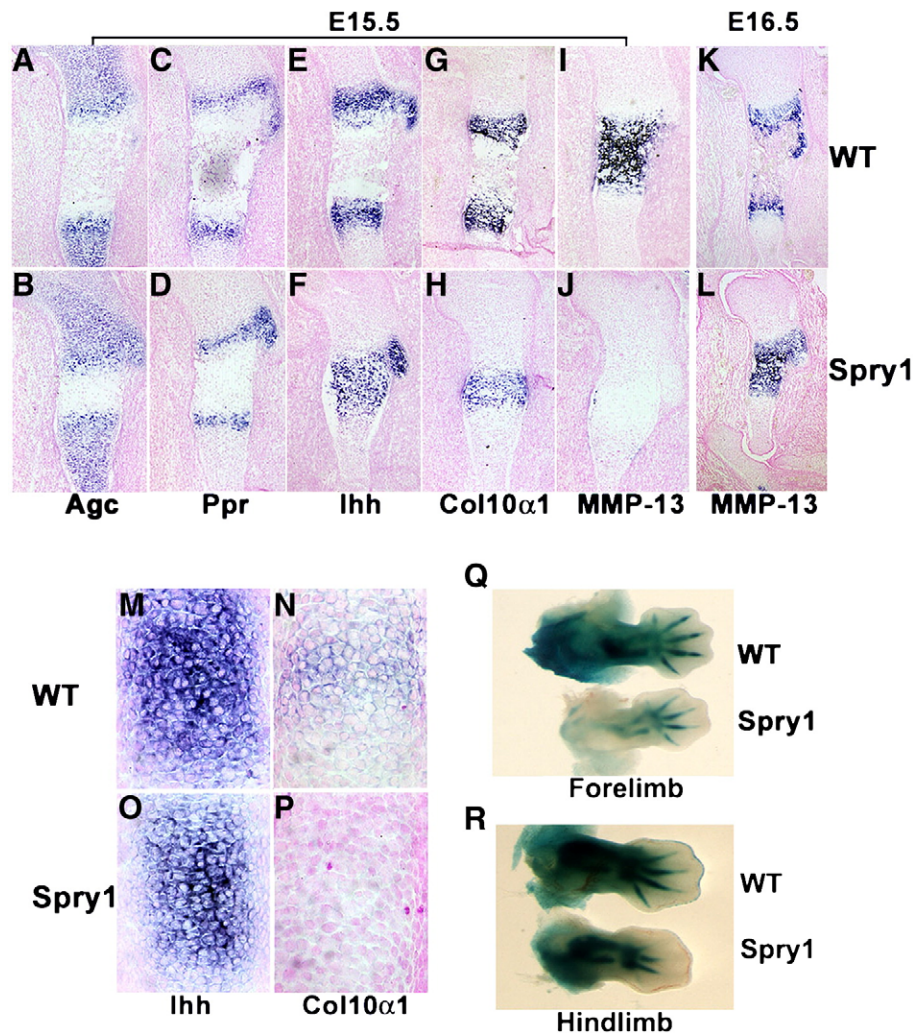 E15.5 E16.5
A C E G I K
WT
B D F H J L
Spry1
Agc Ppr Ihh Col10α1 MMP-13 MMP-13
M N
WT
O P
Spry1
Ihh Col10α1
Q
WT
Spry1
Forelimb
R
WT
Spry1
Hindlimb